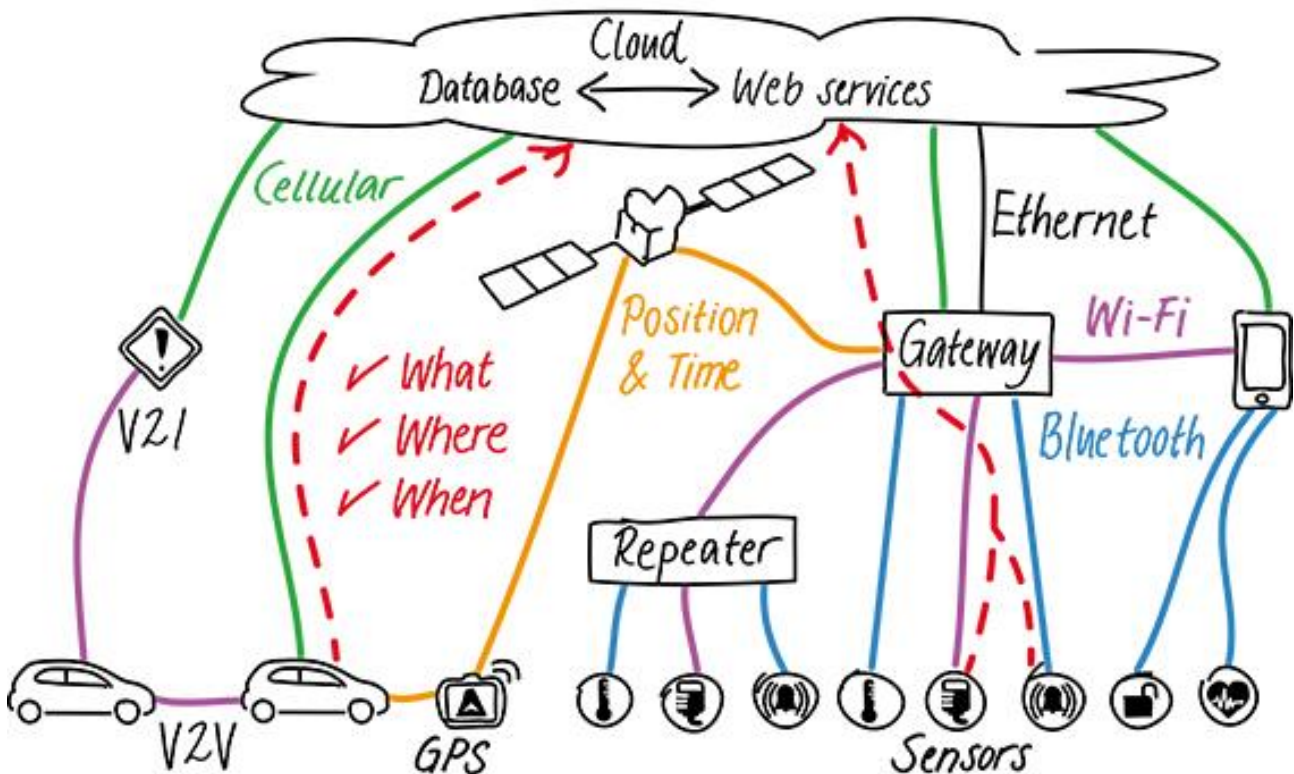 Cloud
Database Web services
Cellular
Ethernet
Position
& Time
Gateway
Wi-Fi
!
V2I
✓ What
✓ Where
✓ When
Bluetooth
Repeater
V2V
GPS
Sensors